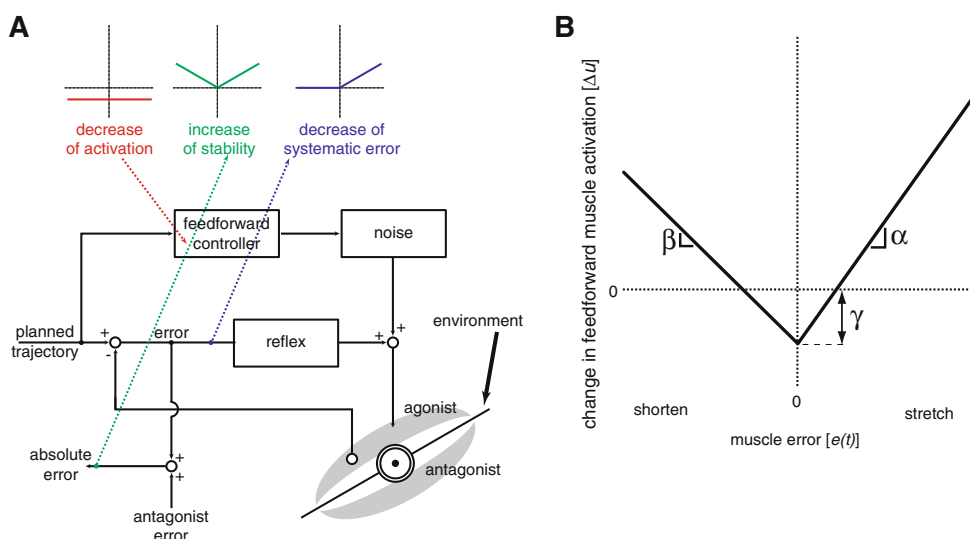 A
decrease
of activation
increase
of stability
decrease of
systematic error
feedforward
controller
noise
planned
trajectory
+
-
error
reflex
+
+
environment
agonist
antagonist
absolute
error
+
+
antagonist
error
B
change in feedforward muscle activation [Δu]
β
α
0
γ
0
shorten
stretch
muscle error [e(t)]